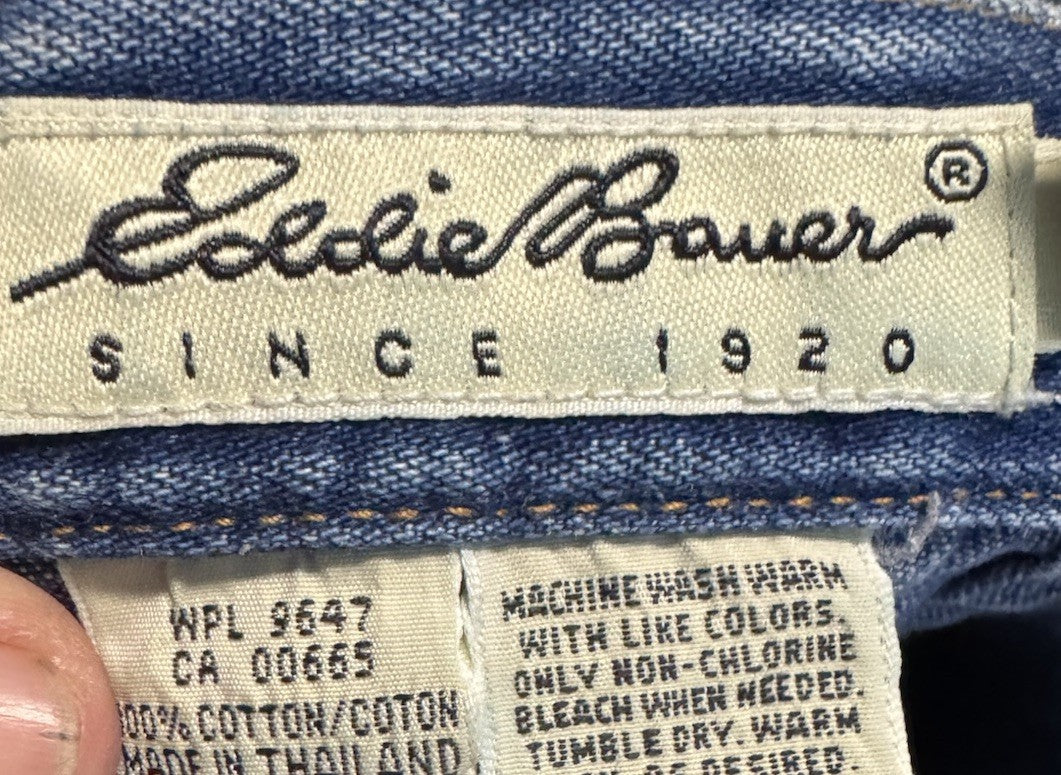 Eddie Bauer ®
SINCE 1920
WPL 9647
CA 00665
100% COTTON/COTON
MADE IN THAILAND
MACHINE WASH WARM
WITH LIKE COLORS.
ONLY NON-CHLORINE
BLEACH WHEN NEEDED.
TUMBLE DRY. WARM
DESIRED.